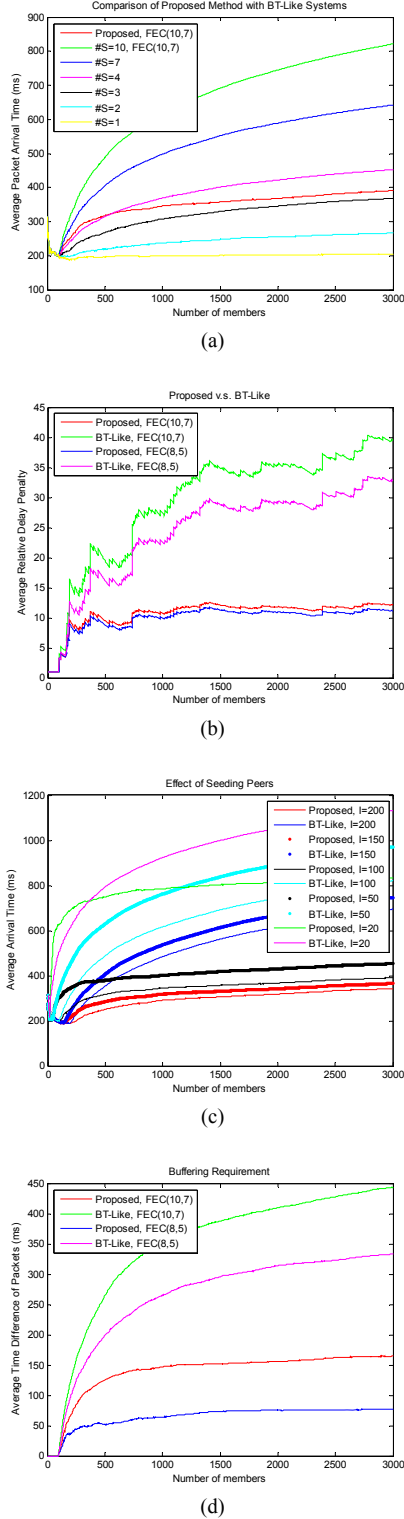 Comparison of Proposed Method with BT-Like Systems
900
800
700
600
500
400
300
200
100
Average Packet Arrival Time (ms)
Proposed, FEC(10,7)
#S=10, FEC(10,7)
#S=7
#S=4
#S=3
#S=2
#S=1
0 500 1000 1500 2000 2500 3000
Number of members
(a)
Proposed v.s. BT-Like
45
40
35
30
25
20
15
10
5
0
Average Relative Delay Penalty
Proposed, FEC(10,7)
BT-Like, FEC(10,7)
Proposed, FEC(8,5)
BT-Like, FEC(8,5)
0 500 1000 1500 2000 2500 3000
Number of members
(b)
Effect of Seeding Peers
1200
1000
800
600
400
200
0
Average Arrival Time (ms)
Proposed, I=200
BT-Like, I=200
Proposed, I=150
BT-Like, I=150
Proposed, I=100
BT-Like, I=100
Proposed, I=50
BT-Like, I=50
Proposed, I=20
BT-Like, I=20
0 500 1000 1500 2000 2500 3000
Number of members
(c)
Buffering Requirement
450
400
350
300
250
200
150
100
50
0
Average Time Difference of Packets (ms)
Proposed, FEC(10,7)
BT-Like, FEC(10,7)
Proposed, FEC(8,5)
BT-Like, FEC(8,5)
0 500 1000 1500 2000 2500 3000
Number of members
(d)